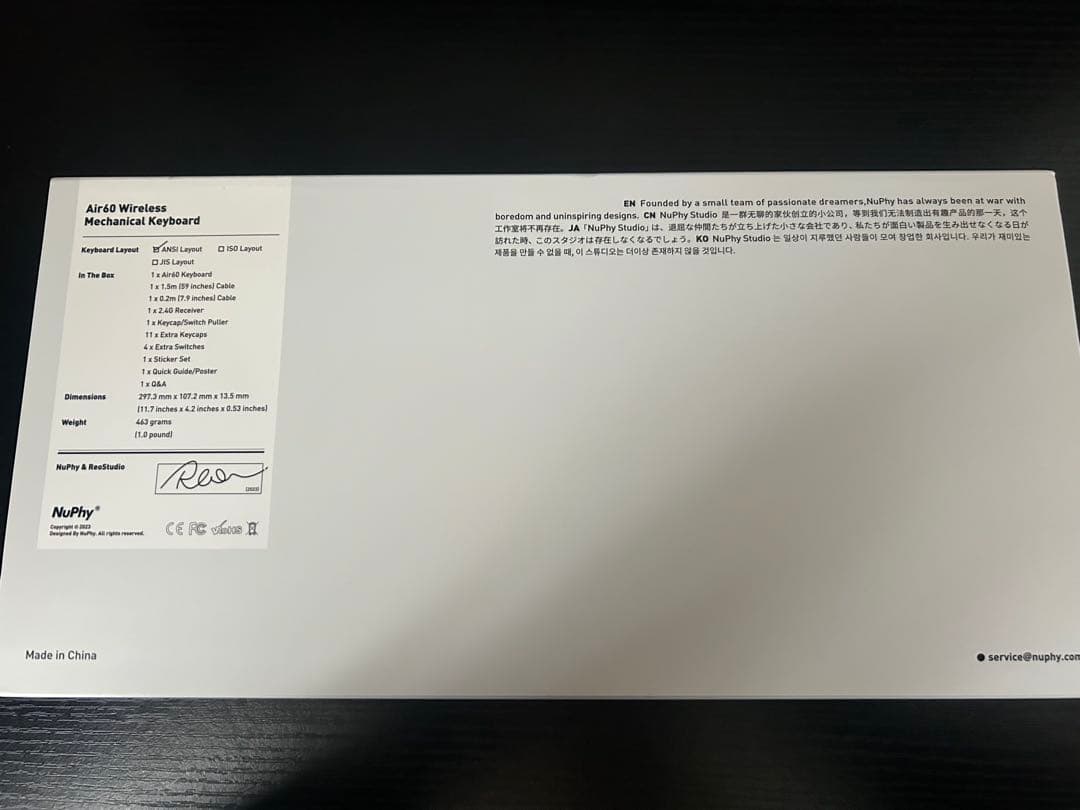 Air60 Wireless
Mechanical Keyboard
Keyboard Layout ☑ ANSI Layout ☐ ISO Layout
☐ JIS Layout
In The Box 1 x Air60 Keyboard
1 x 1.5m (59 inches) Cable
1 x 0.2m (7.9 inches) Cable
1 x 2.4G Receiver
1 x Keycap/Switch Puller
11 x Extra Keycaps
4 x Extra Switches
1 x Sticker Set
1 x Quick Guide/Poster
1 x Q&A
Dimensions 297.3 mm x 107.2 mm x 13.5 mm
(11.7 inches x 4.2 inches x 0.53 inches)
Weight 463 grams
(1.0 pound)
NuPhy & ReoStudio
Reo
(2023)
NuPhy®
Copyright © 2023
Designed By NuPhy. All rights reserved.
CE FC RoHS
EN Founded by a small team of passionate dreamers,NuPhy has always been at war with
boredom and uninspiring designs. CN NuPhy Studio 是一群无聊的家伙创立的小公司，等到我们无法制造出有趣产品的那一天，这个
工作室将不再存在。JA「NuPhy Studio」は、退屈な仲間たちが立ち上げた小さな会社であり、私たちが面白い製品を生み出せなくなる日が
訪れた時、このスタジオは存在しなくなるでしょう。KO NuPhy Studio 는 일상이 지루했던 사람들이 모여 창업한 회사입니다. 우리가 재미있는
제품을 만들 수 없을 때, 이 스튜디오는 더이상 존재하지 않을 것입니다.
Made in China
service@nuphy.com